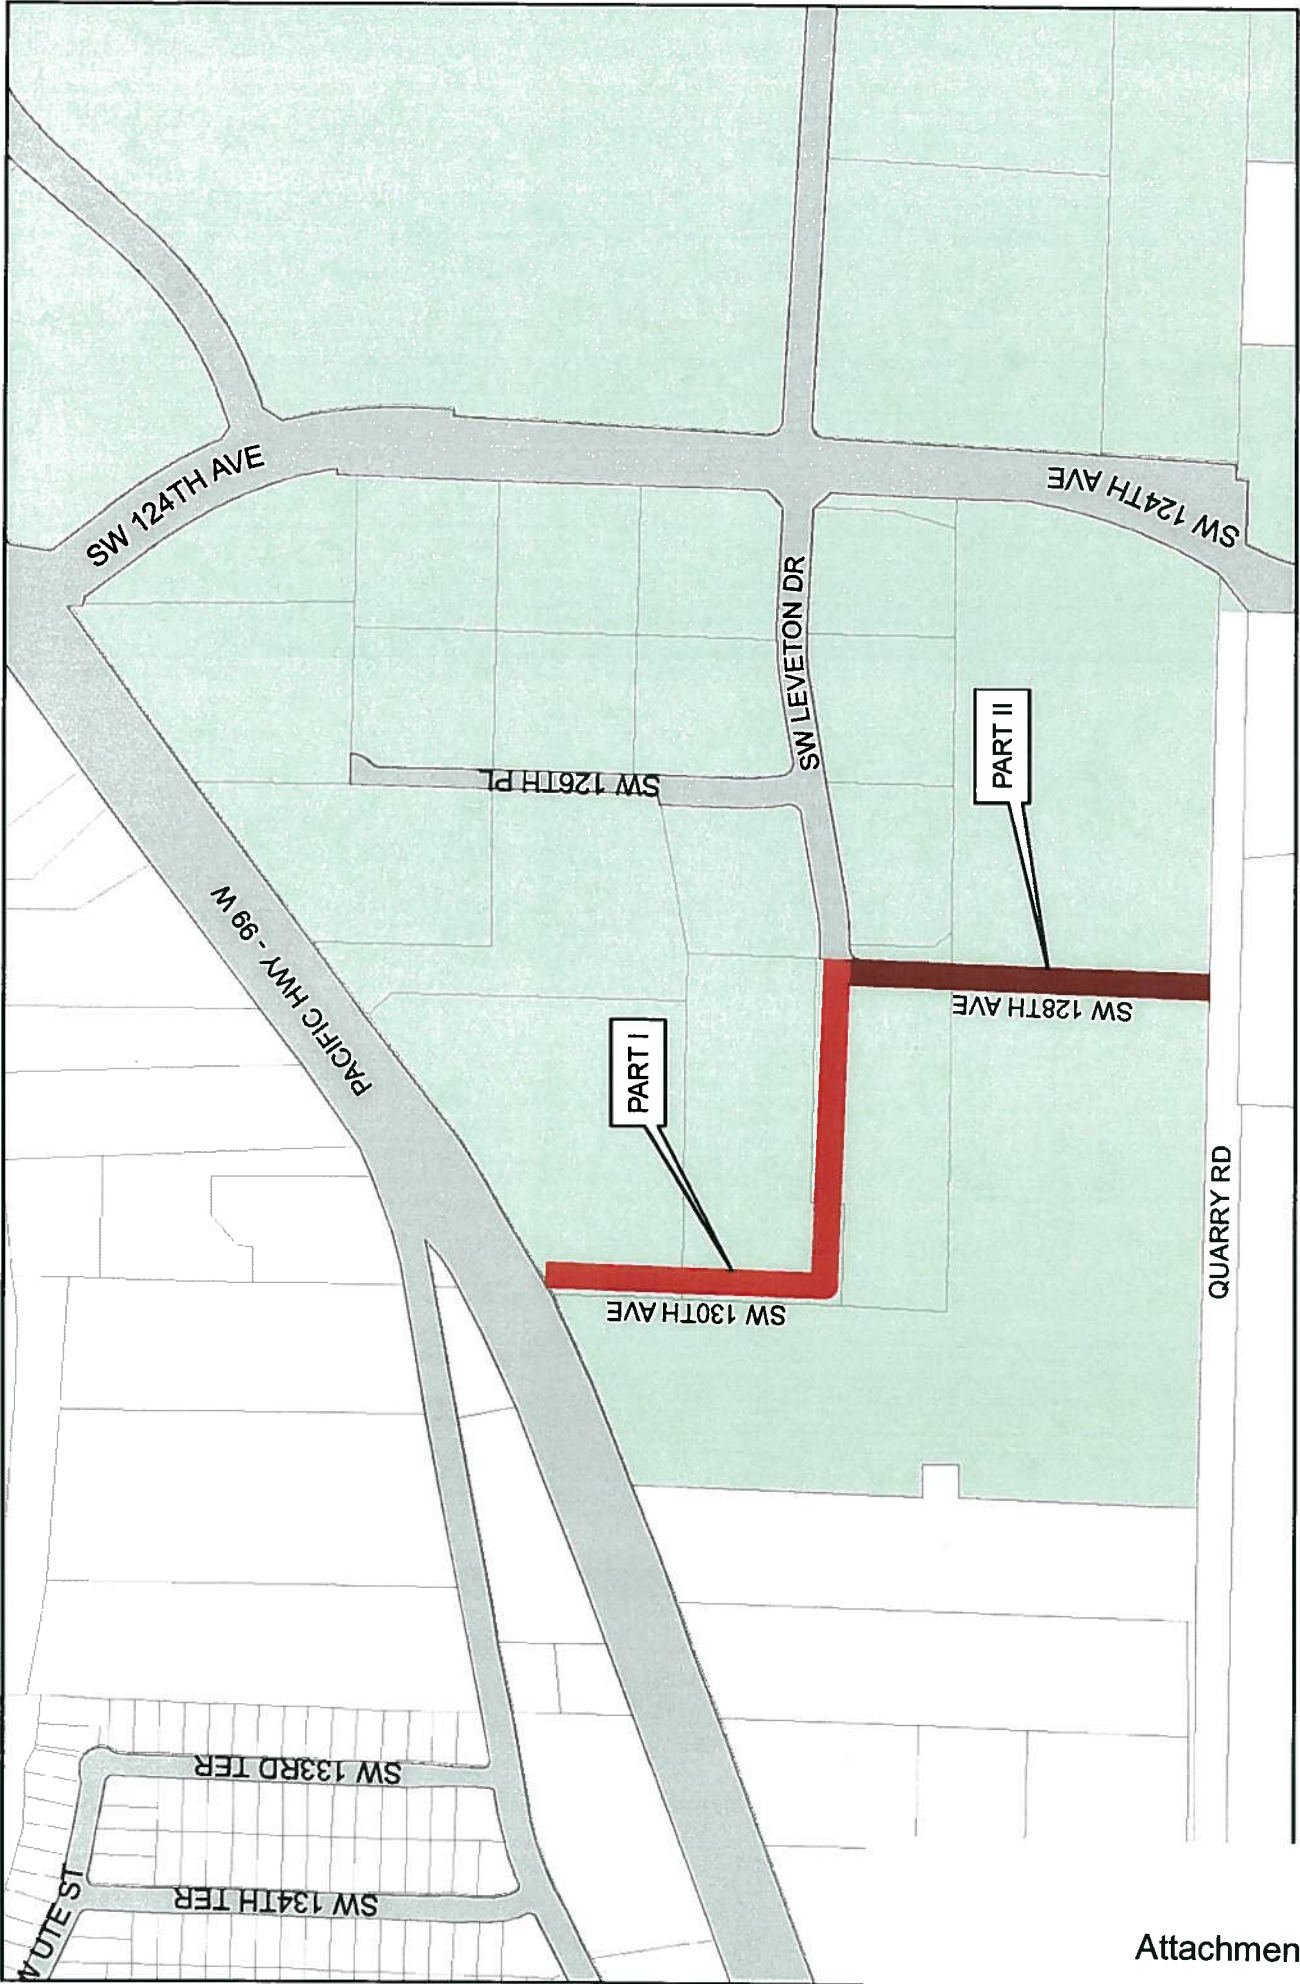 SW 124TH AVE
SW 124TH AVE
SW LEVETON DR
PART II
SW 126TH PL
PACIFIC HWY - 99 W
SW 128TH AVE
PART I
QUARRY RD
SW 130TH AVE
SW 133RD TER
SW 134TH TER
W UTE ST
Attachmen